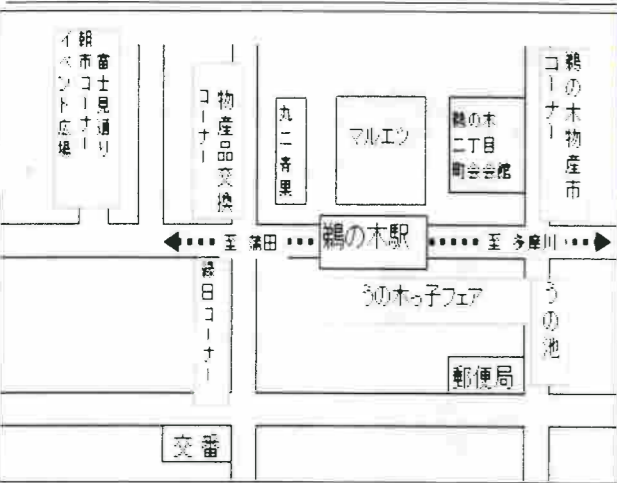 富士見通り
朝市コーナー
イベント広場
物産品交換
コーナー
丸二青果
マルエツ
鵜の木
二丁目
町会会館
鵜の木物産市
コーナー
至 蒲田
鵜の木駅
至 多摩川
縁日コーナー
うの木っ子フェア
うの池
郵便局
交番